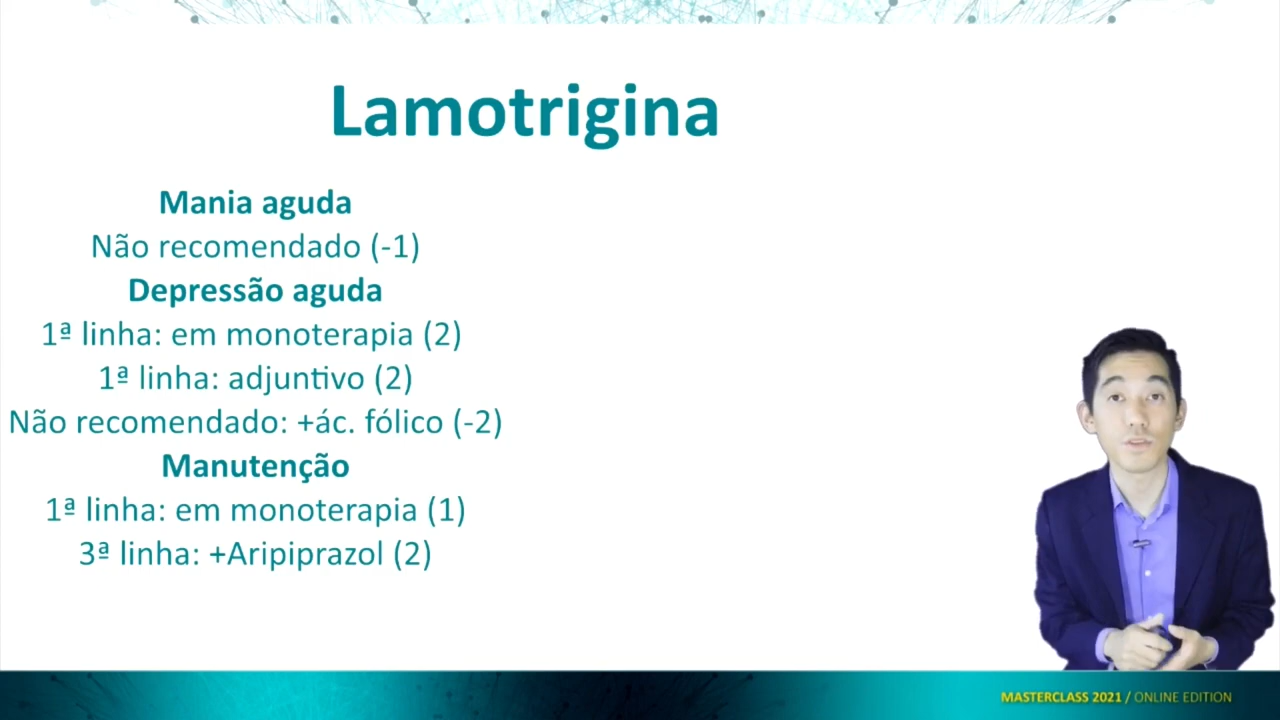 Lamotrigina
Mania aguda
Não recomendado (-1)
Depressão aguda
1ª linha: em monoterapia (2)
1ª linha: adjuntivo (2)
Não recomendado: +ác. fólico (-2)
Manutenção
1ª linha: em monoterapia (1)
3ª linha: +Aripiprazol (2)
MASTERCLASS 2021 / ONLINE EDITION